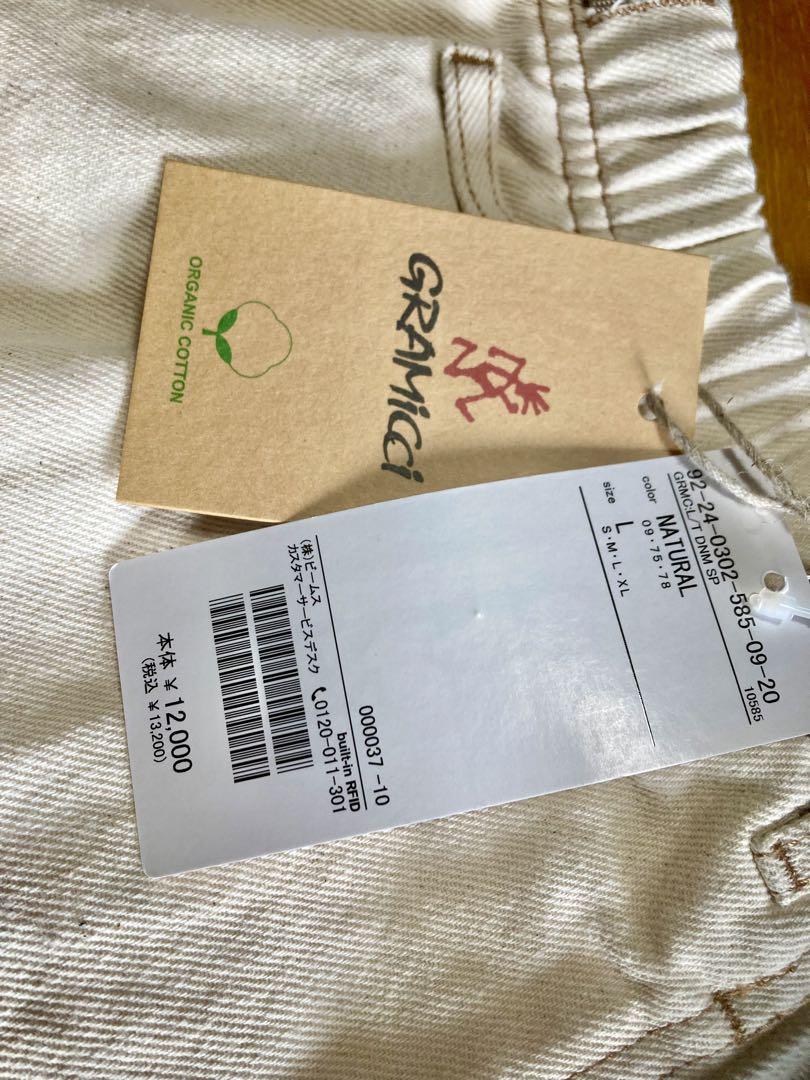 GRAMiCCi
ORGANIC COTTON
92-24-0302-585-09-20
GRMC:L/T DNM SP
10585
color NATURAL
09・75・78
size L
S・M・L・XL
000037 -10
built-in RFID
(株)ビームス
カスタマーサービスデスク 0120-011-301
本体 ¥12,000
(税込 ¥13,200)